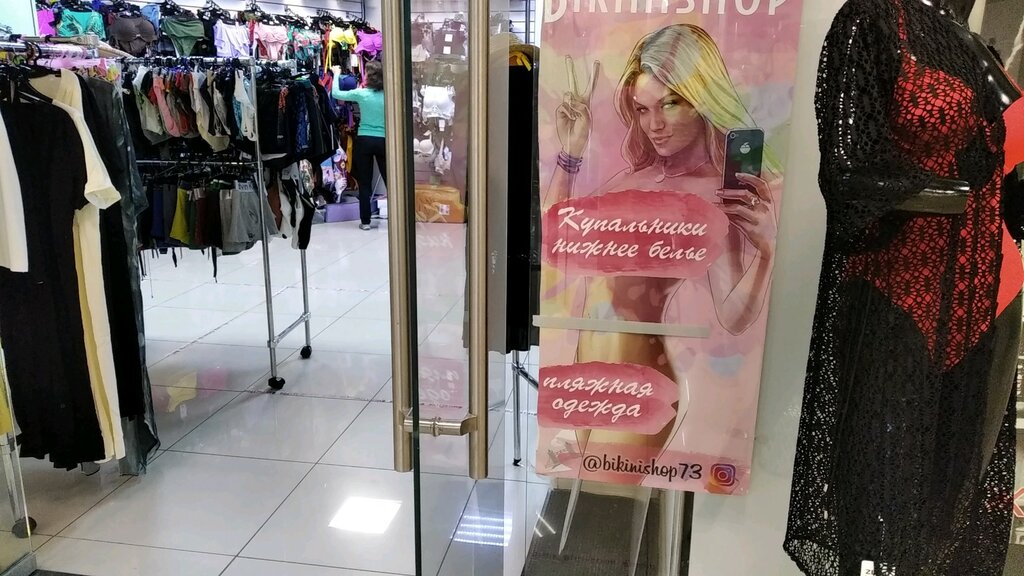 BIKINISHOP
Купальники
нижнее белье
пляжная
одежда
@bikinishop73